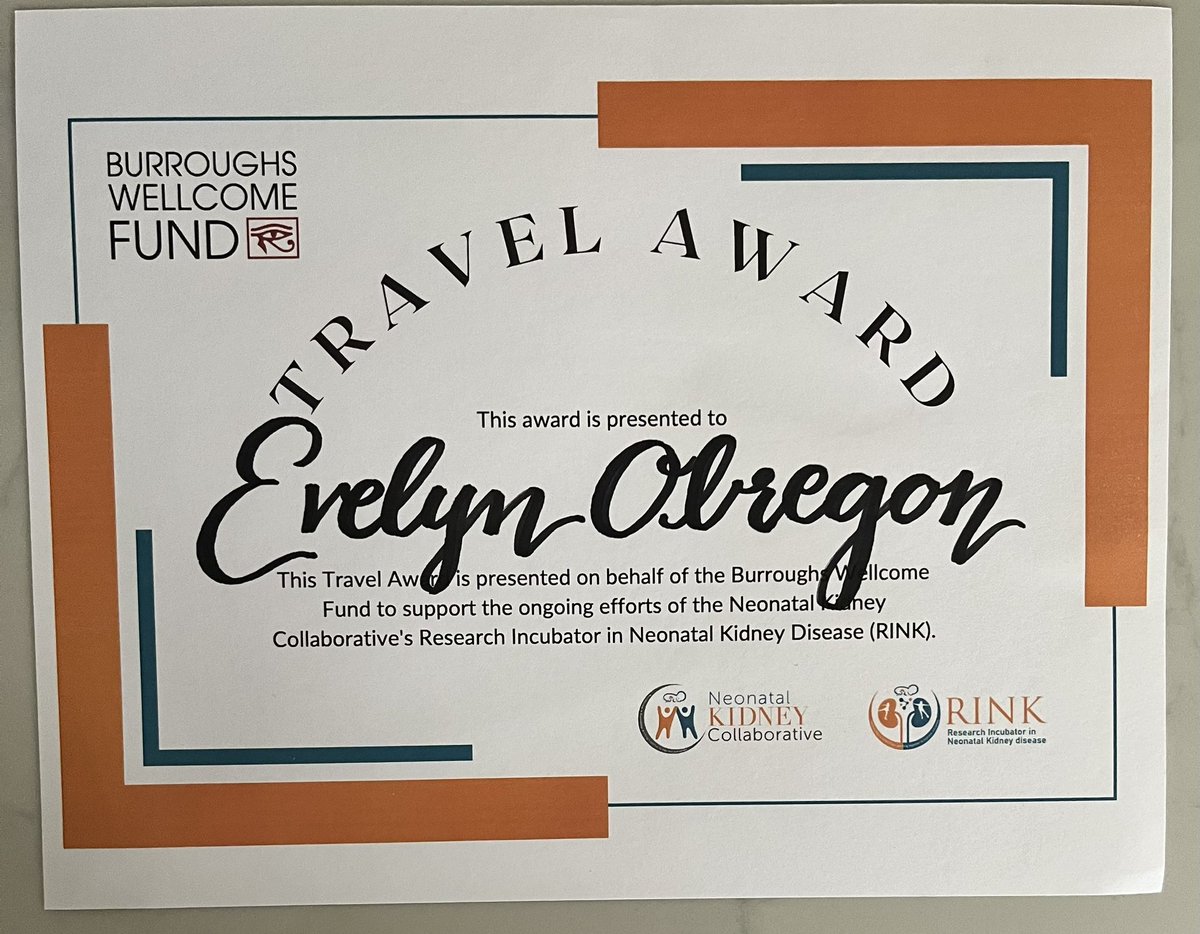 BURROUGHS
WELLCOME
FUND
TRAVEL AWARD
This award is presented to
Evelyn Obregon
This Travel Award is presented on behalf of the Burroughs Wellcome
Fund to support the ongoing efforts of the Neonatal Kidney
Collaborative's Research Incubator in Neonatal Kidney Disease (RINK).
Neonatal
KIDNEY
Collaborative
RINK
Research Incubator in
Neonatal Kidney disease